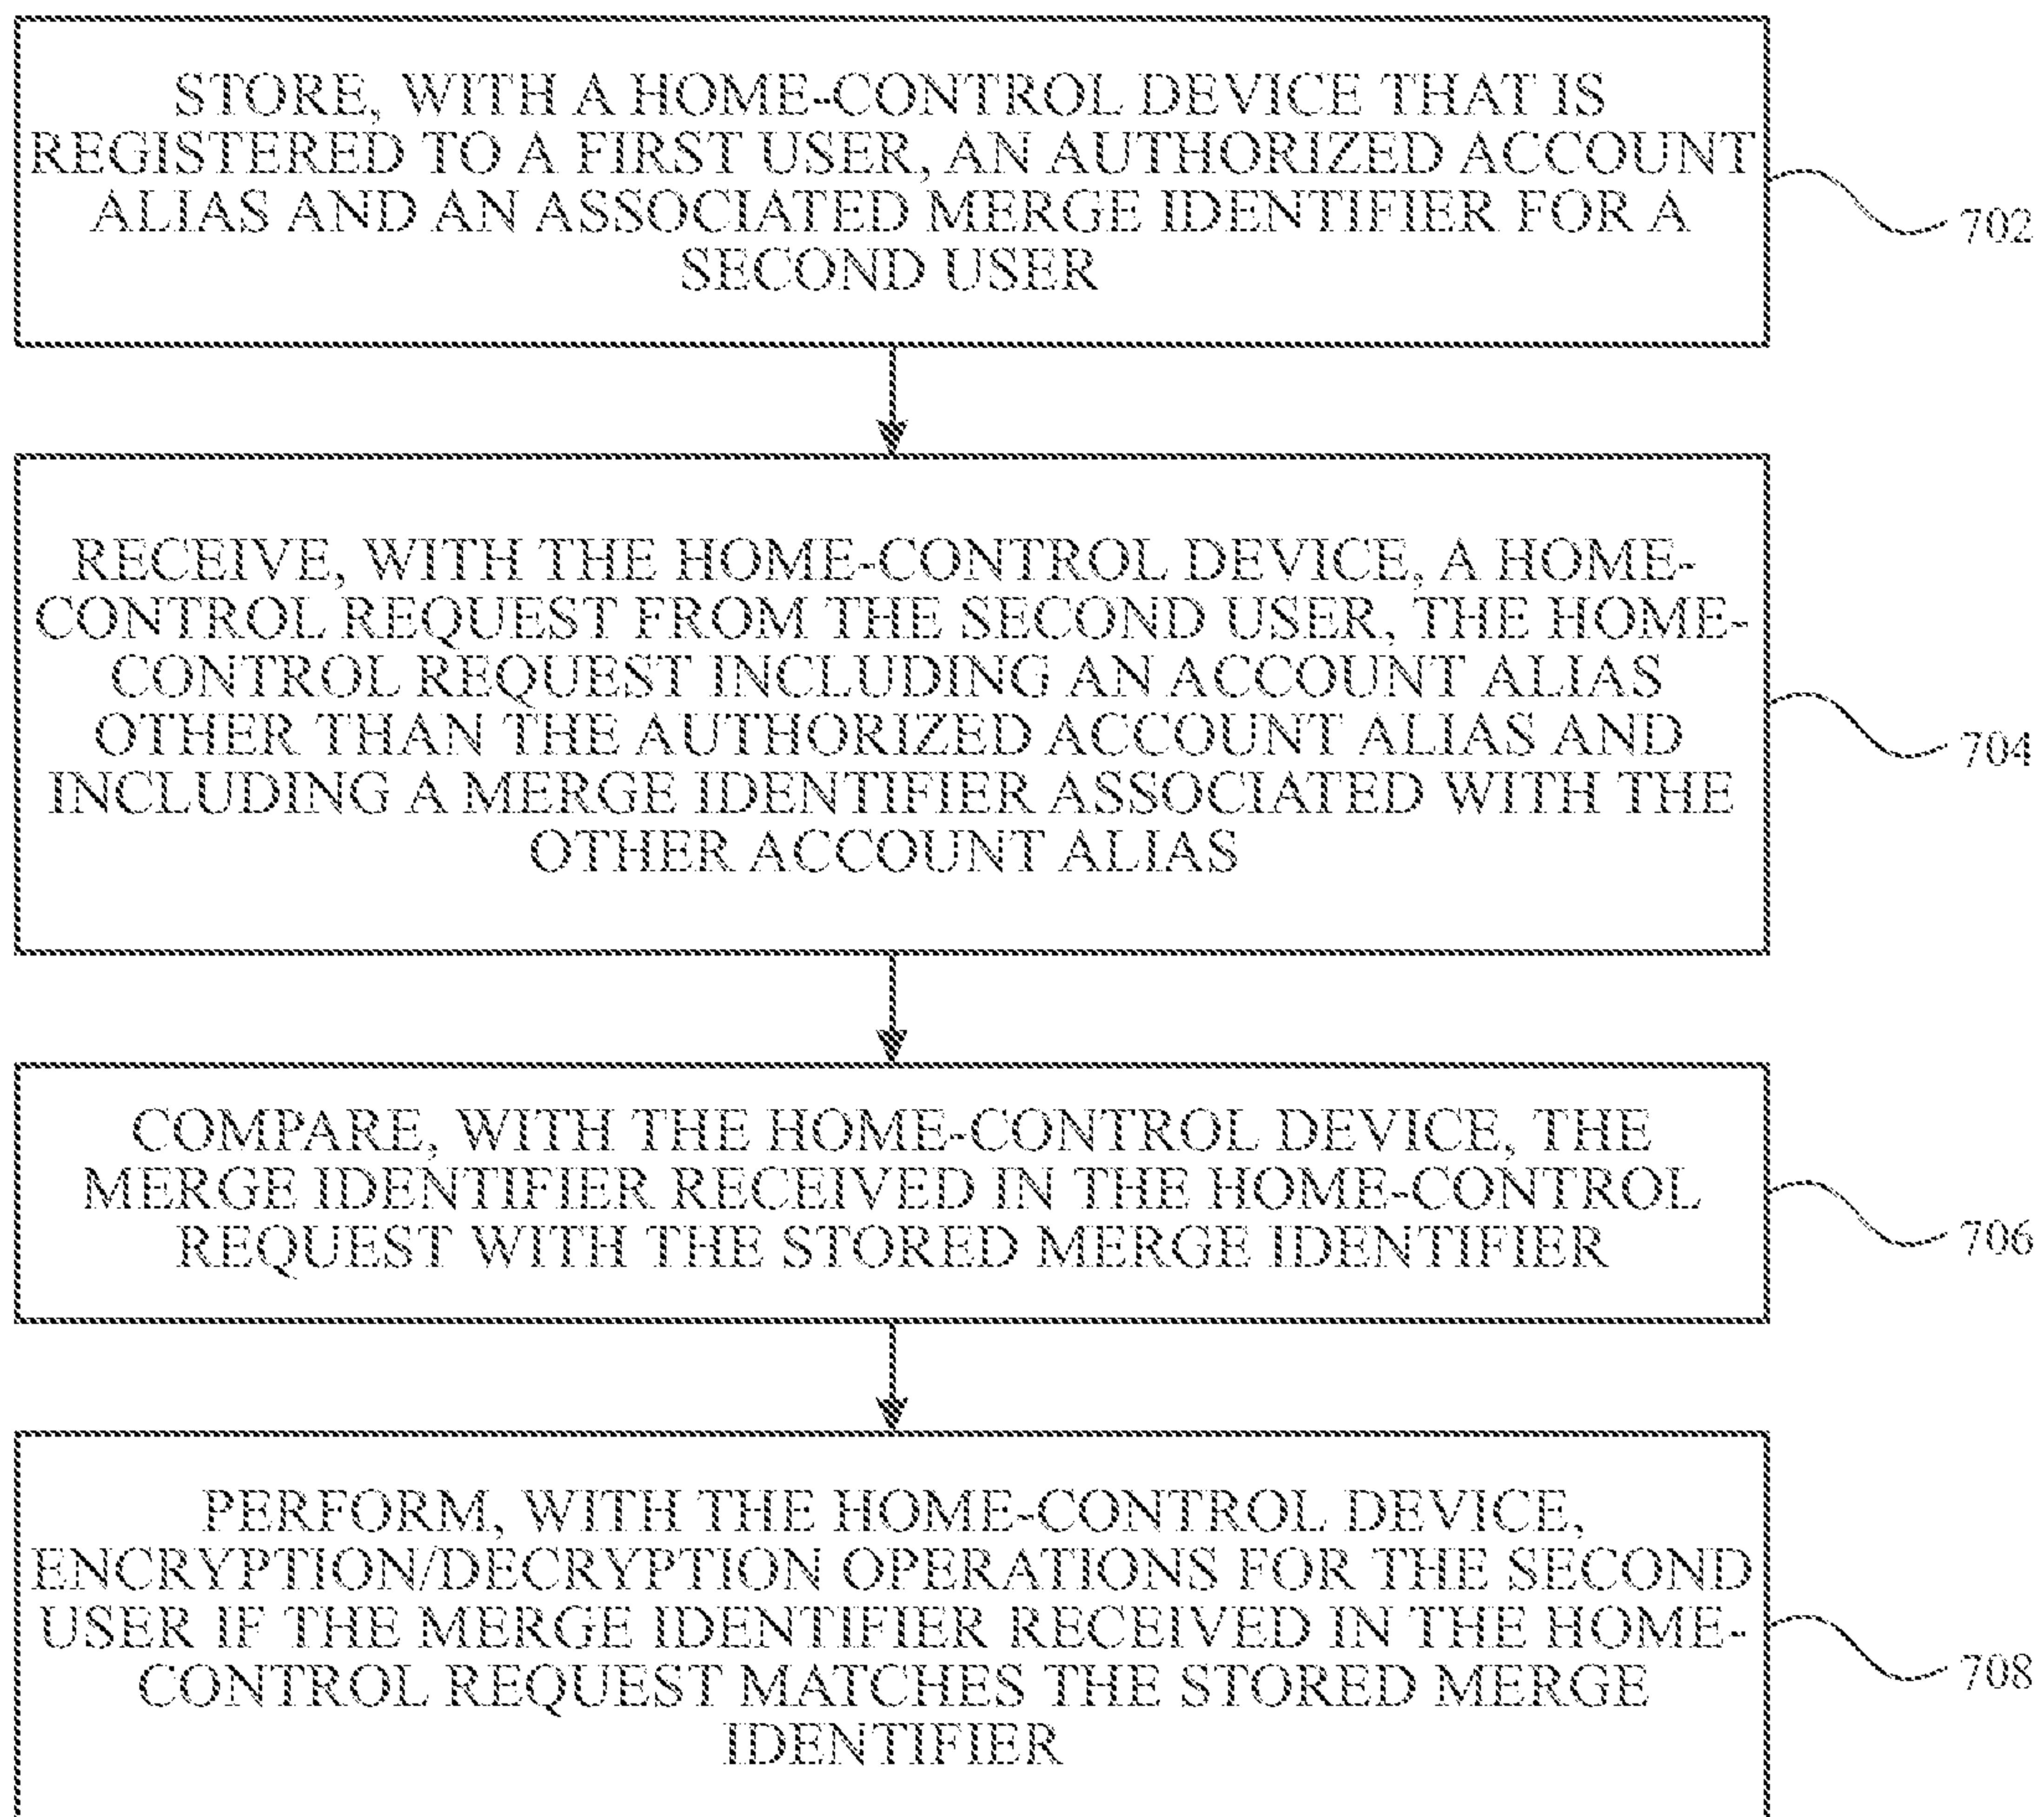 STORE, WITH A HOME-CONTROL DEVICE THAT IS
REGISTERED TO A FIRST USER, AN AUTHORIZED ACCOUNT
ALIAS AND AN ASSOCIATED MERGE IDENTIFIER FOR A
SECOND USER
702
RECEIVE, WITH THE HOME-CONTROL DEVICE, A HOME-
CONTROL REQUEST FROM THE SECOND USER, THE HOME-
CONTROL REQUEST INCLUDING AN ACCOUNT ALIAS
OTHER THAN THE AUTHORIZED ACCOUNT ALIAS AND
INCLUDING A MERGE IDENTIFIER ASSOCIATED WITH THE
OTHER ACCOUNT ALIAS
704
COMPARE, WITH THE HOME-CONTROL DEVICE, THE
MERGE IDENTIFIER RECEIVED IN THE HOME-CONTROL
REQUEST WITH THE STORED MERGE IDENTIFIER
706
PERFORM, WITH THE HOME-CONTROL DEVICE,
ENCRYPTION/DECRYPTION OPERATIONS FOR THE SECOND
USER IF THE MERGE IDENTIFIER RECEIVED IN THE HOME-
CONTROL REQUEST MATCHES THE STORED MERGE
IDENTIFIER
708